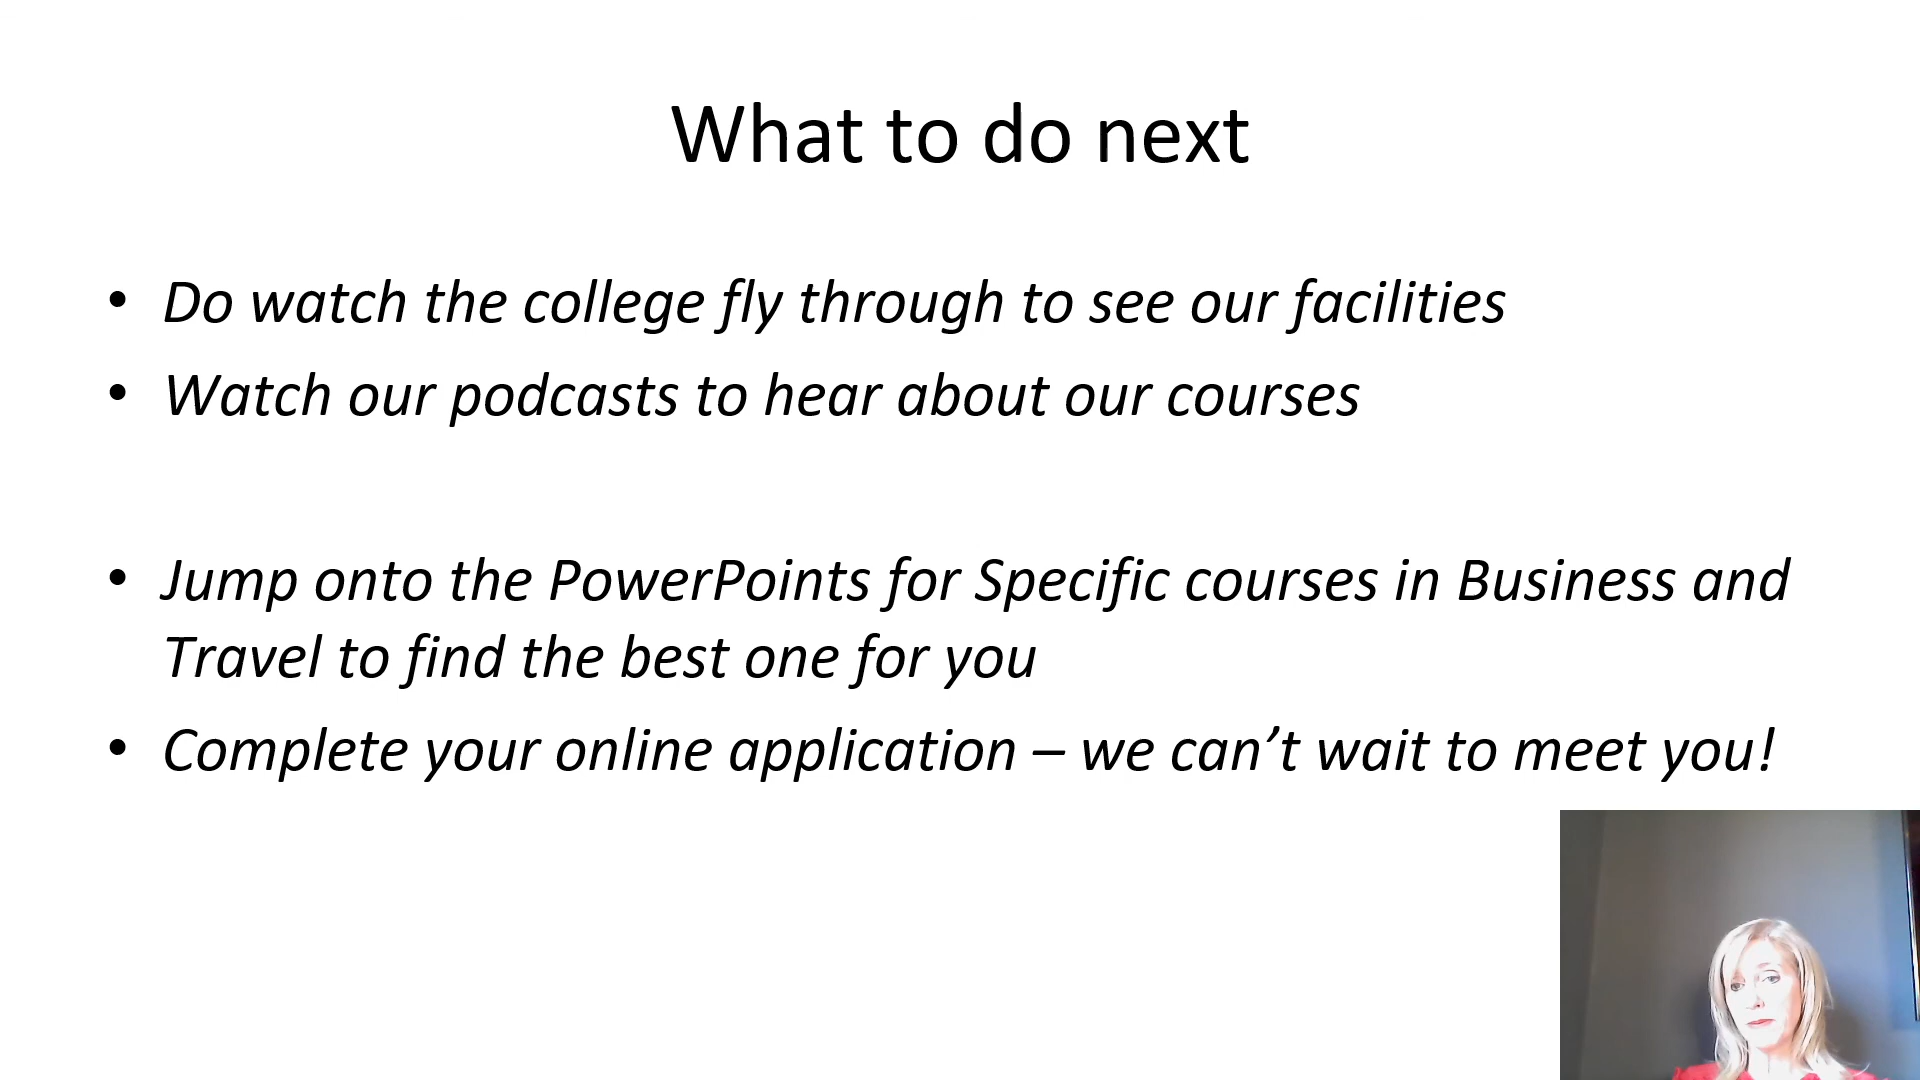 What to do next
• Do watch the college fly through to see our facilities
• Watch our podcasts to hear about our courses
• Jump onto the PowerPoints for Specific courses in Business and
Travel to find the best one for you
• Complete your online application – we can’t wait to meet you!